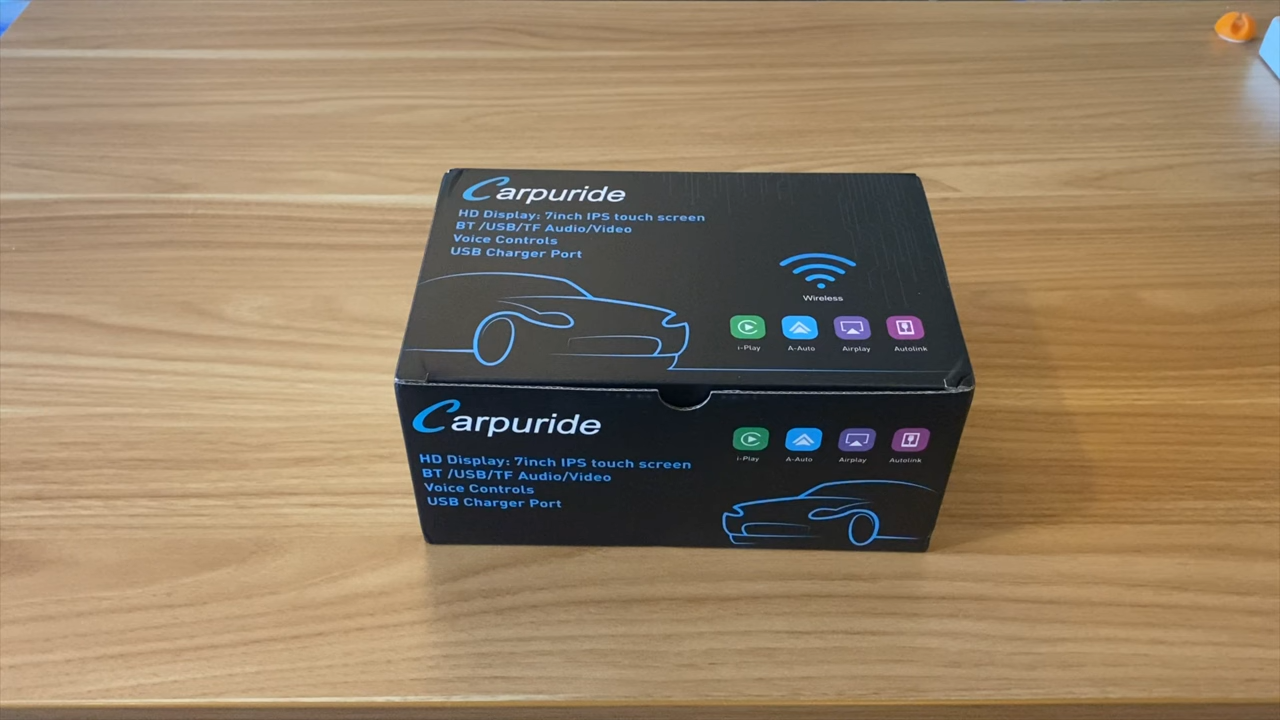 Carpuride
HD Display: 7inch IPS touch screen
BT /USB/TF Audio/Video
Voice Controls
USB Charger Port
Wireless
i-Play A-Auto Airplay Autolink
Carpuride
HD Display: 7inch IPS touch screen
BT /USB/TF Audio/Video
Voice Controls
USB Charger Port
i-Play A-Auto Airplay Autolink